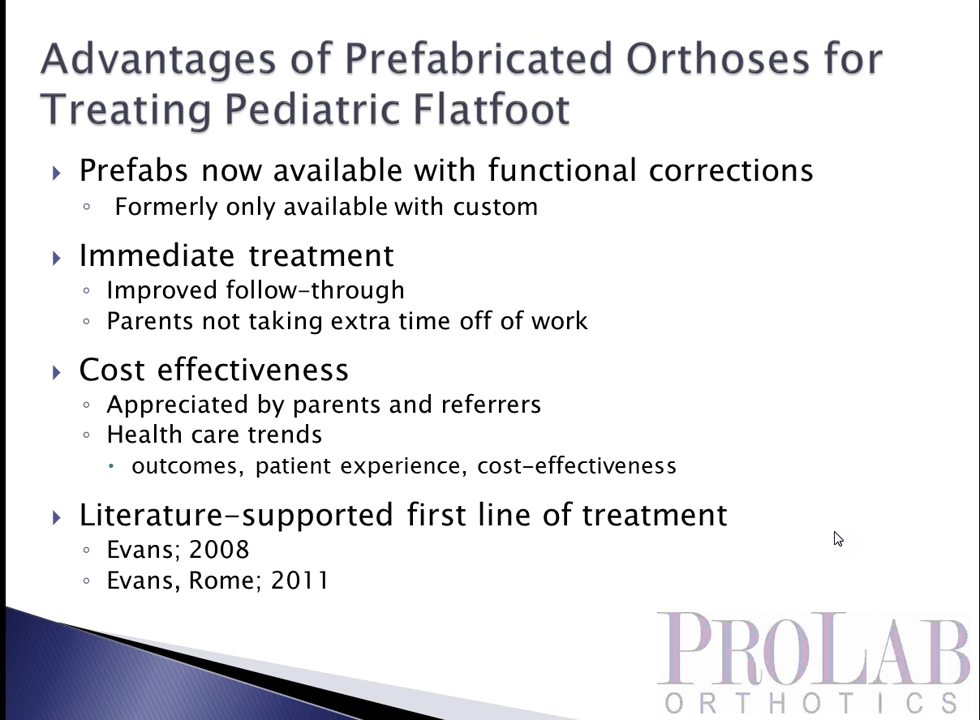 Advantages of Prefabricated Orthoses for
Treating Pediatric Flatfoot
Prefabs now available with functional corrections
Formerly only available with custom
Immediate treatment
Improved follow-through
Parents not taking extra time off of work
Cost effectiveness
Appreciated by parents and referrers
Health care trends
outcomes, patient experience, cost-effectiveness
Literature-supported first line of treatment
Evans; 2008
Evans, Rome; 2011
PROLAB
ORTHOTICS